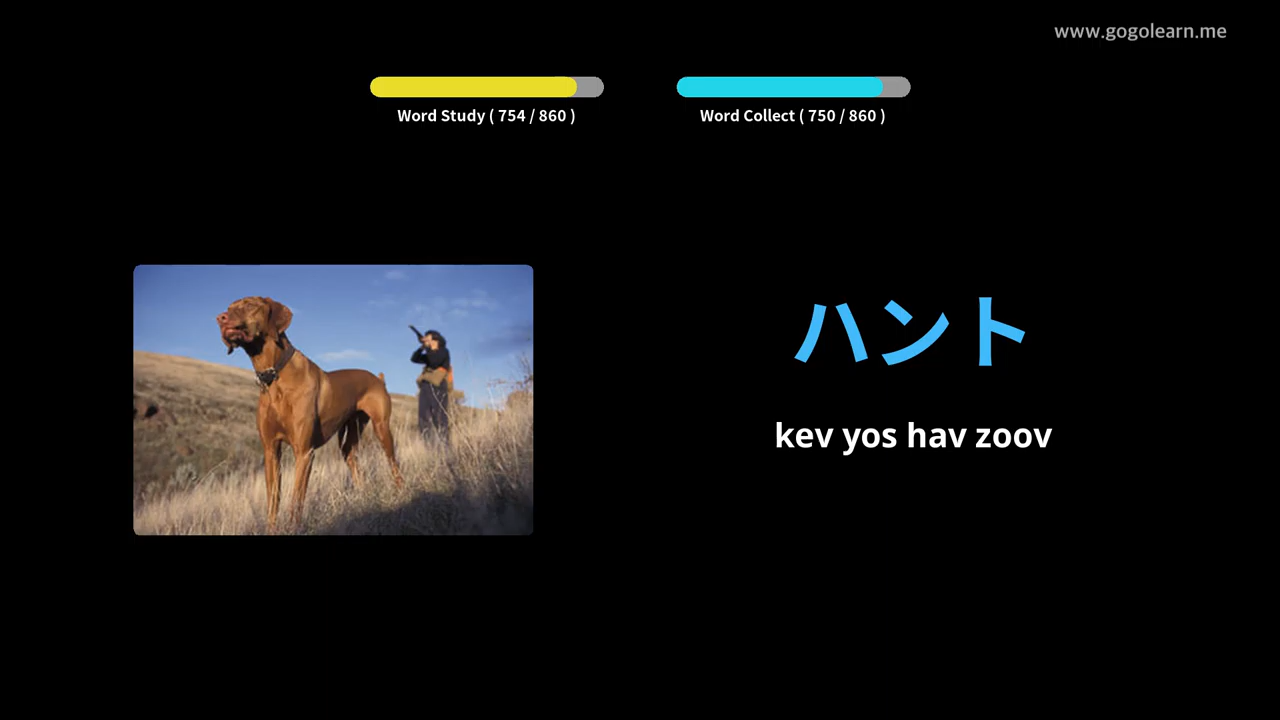 www.gogolearn.me
Word Study ( 754 / 860 )
Word Collect ( 750 / 860 )
ハント
kev yos hav zoov